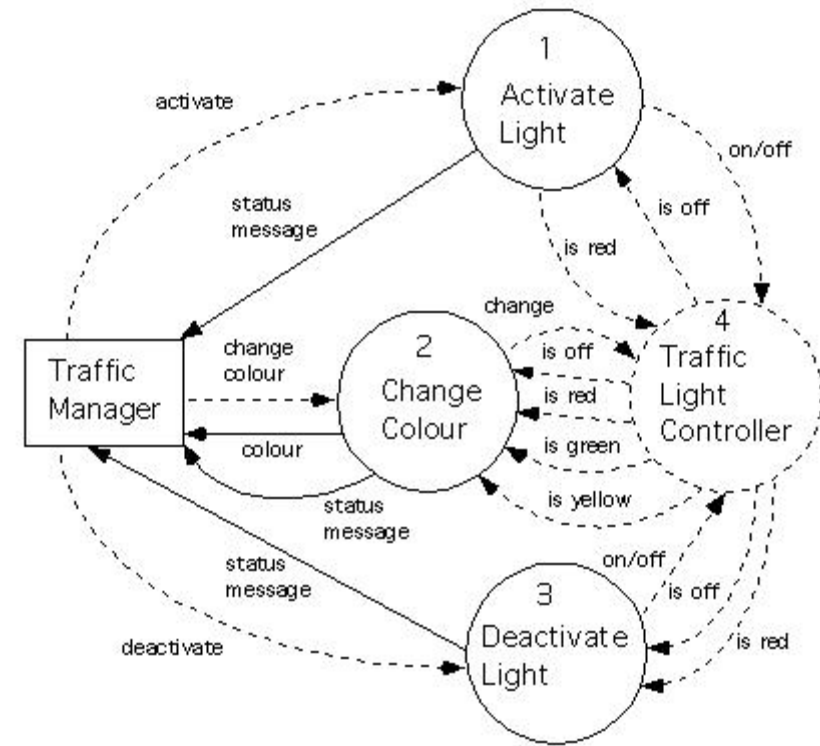 1
Activate
Light
activate
on/off
status
message
is off
is red
change
4
Traffic
Light
Controller
2
Change
Colour
Traffic
Manager
change
colour
is off
is red
is green
is yellow
colour
status
message
status
message
on/off
is off
is red
3
Deactivate
Light
deactivate